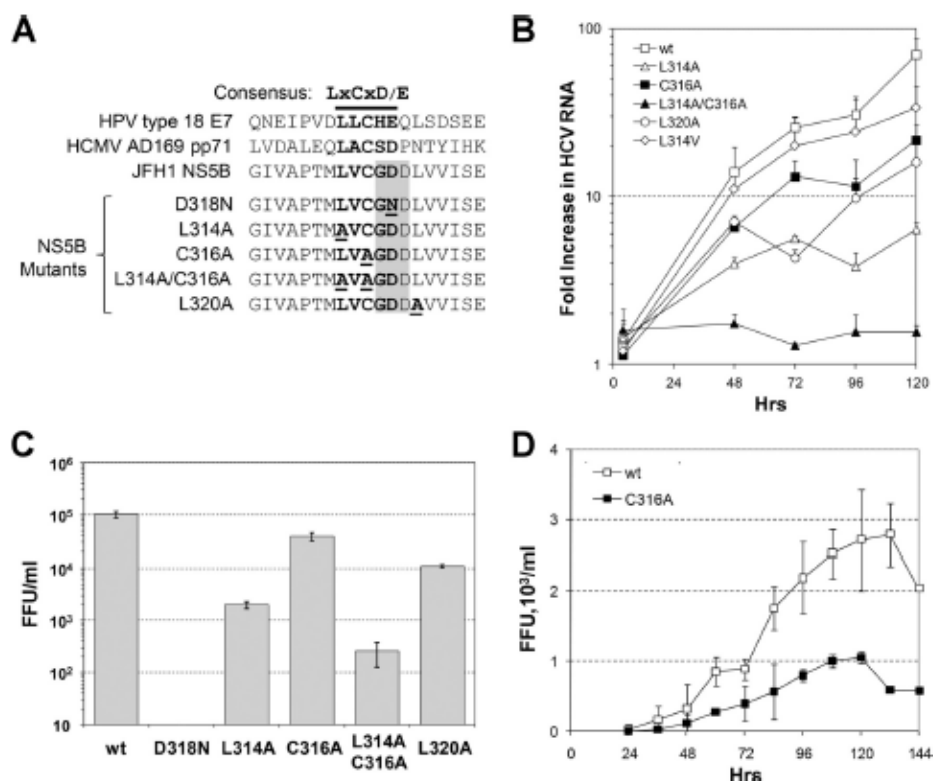 A
Consensus: LxCxD/E
HPV type 18 E7 QNEIPVDLLCHEQLSDSEE
HCMV AD169 pp71 LVDALEQLACSDPNTYIHK
JFH1 NS5B GIVAPTMLVCGDDLVVISE
NS5B
Mutants
D318N GIVAPTMLVCGNDLVVISE
L314A GIVAPTMAVCGDDLVVISE
C316A GIVAPTMLVAGDDLVVISE
L314A/C316A GIVAPTMAVAGDDLVVISE
L320A GIVAPTMLVCGDDAVVISE
B
Fold Increase in HCV RNA
100
10
1
wt
L314A
C316A
L314A/C316A
L320A
L314V
0 24 48 72 96 120
Hrs
C
FFU/ml
10⁶
10⁵
10⁴
10³
10²
10
wt D318N L314A C316A L314A C316A L320A
D
FFU,10³/ml
4
3
2
1
0
wt
C316A
0 24 48 72 96 120 144
Hrs